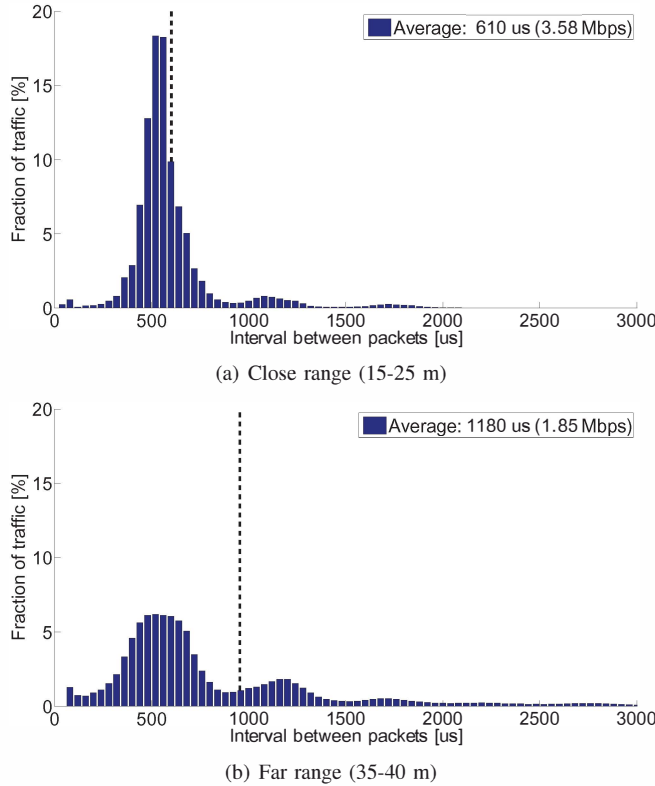 20
Average: 610 us (3.58 Mbps)
15
10
5
0
Fraction of traffic [%]
0 500 1000 1500 2000 2500 3000
Interval between packets [us]
(a) Close range (15-25 m)
20
Average: 1180 us (1.85 Mbps)
15
10
5
0
Fraction of traffic [%]
0 500 1000 1500 2000 2500 3000
Interval between packets [us]
(b) Far range (35-40 m)